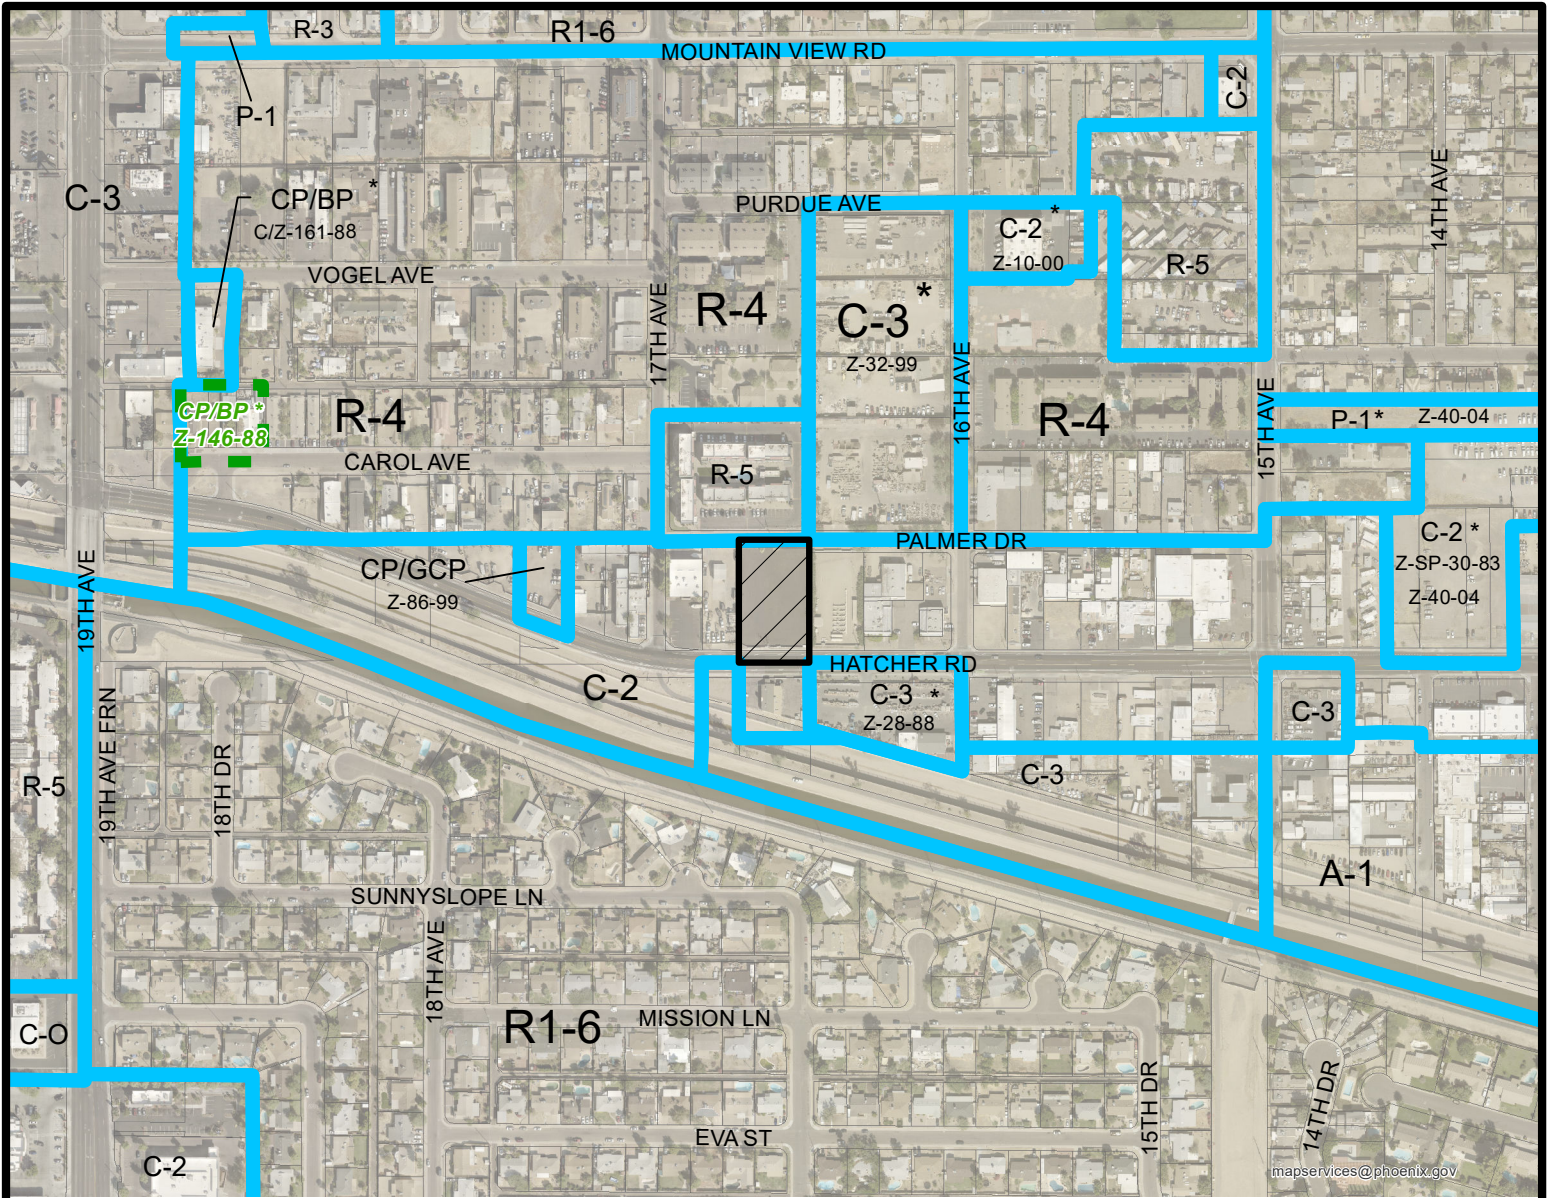 R-3
R1-6
MOUNTAIN VIEW RD
P-1
C-2
C-3
CP/BP *
C/Z-161-88
PURDUE AVE
C-2 *
Z-10-00
R-5
14TH AVE
VOGEL AVE
17TH AVE
R-4
C-3 *
Z-32-99
16TH AVE
CP/BP *
Z-146-88
R-4
R-4
15TH AVE
P-1 *
Z-40-04
CAROL AVE
R-5
C-2 *
Z-SP-30-83
Z-40-04
PALMER DR
19TH AVE
CP/GCP
Z-86-99
HATCHER RD
C-2
C-3 *
Z-28-88
C-3
C-3
R-5
19TH AVE FRN
18TH DR
A-1
SUNNYSLOPE LN
18TH AVE
C-O
R1-6
MISSION LN
15TH DR
14TH DR
EVA ST
C-2
mapservices@phoenix.gov